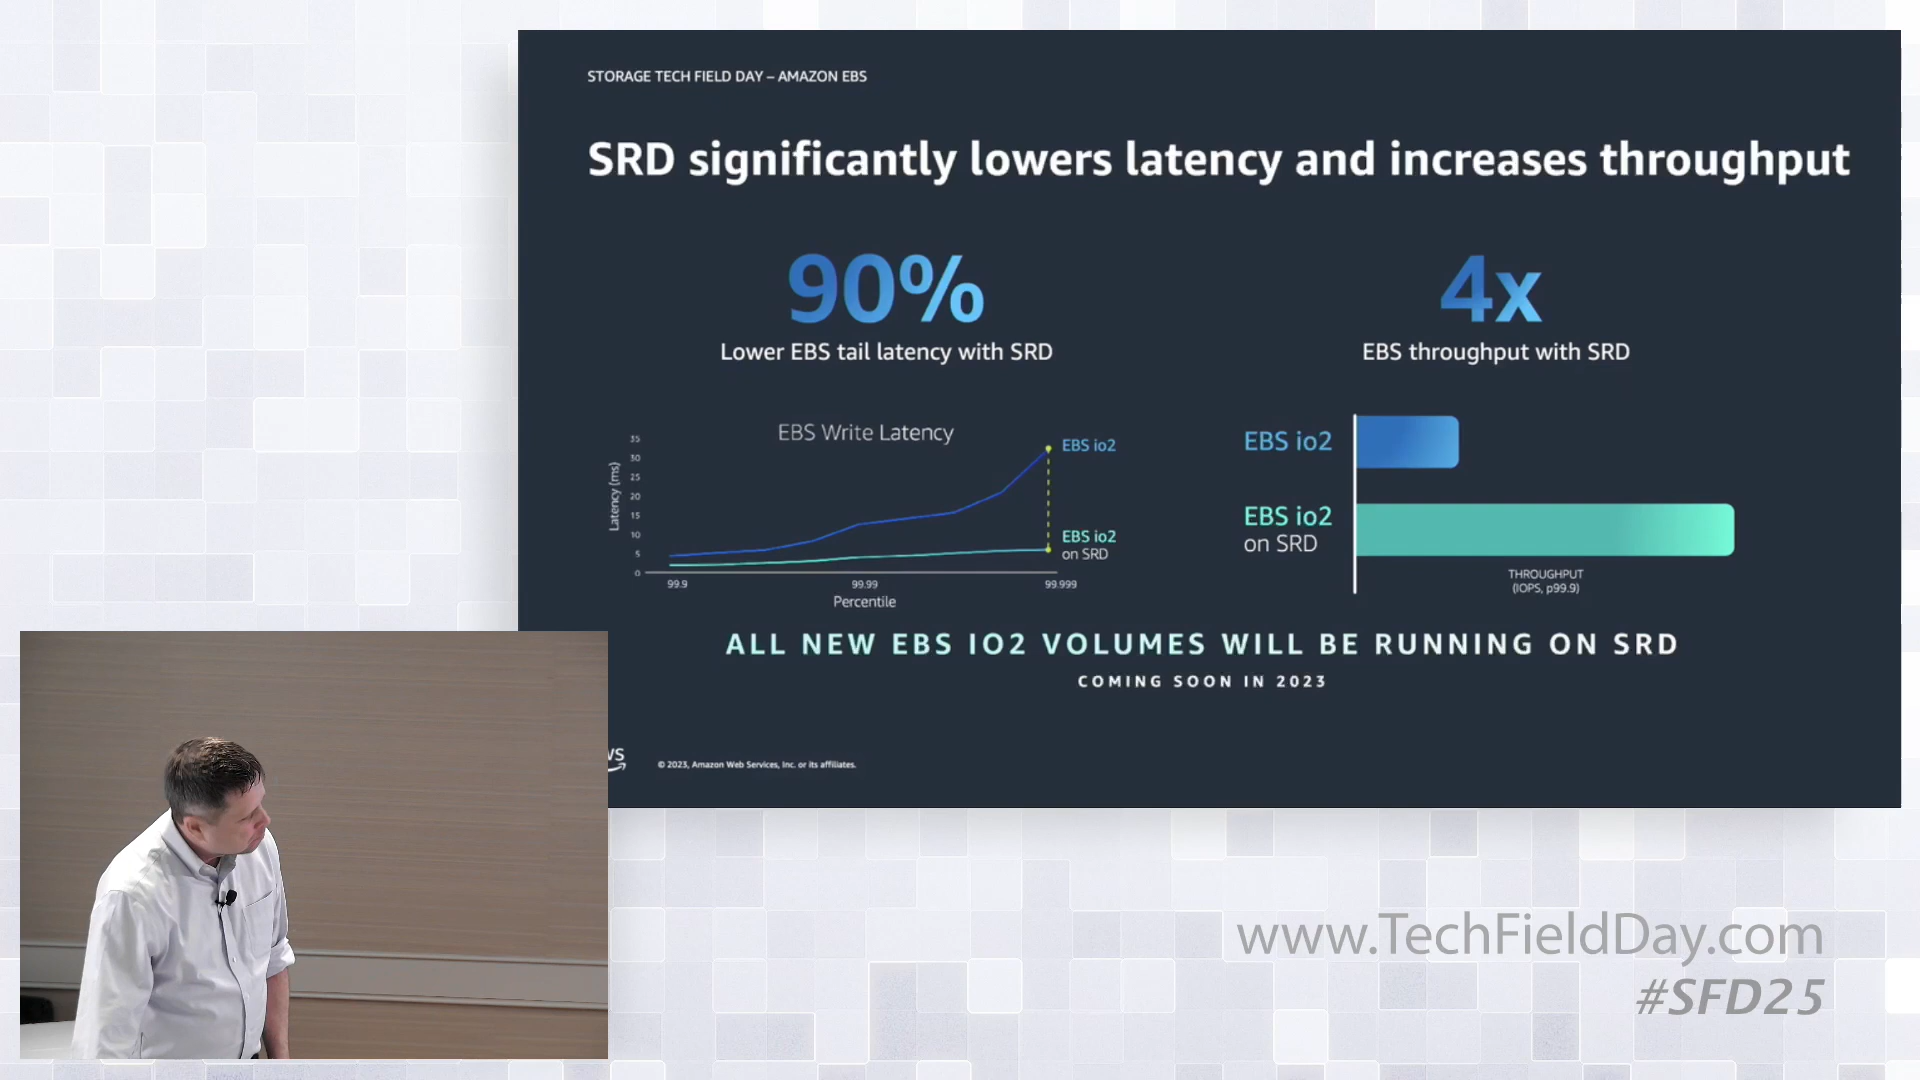 STORAGE TECH FIELD DAY – AMAZON EBS
SRD significantly lowers latency and increases throughput
90%
Lower EBS tail latency with SRD
4x
EBS throughput with SRD
EBS Write Latency
Latency (ms)
35
30
25
20
15
10
5
0
99.9
99.99
99.999
Percentile
EBS io2
EBS io2
on SRD
EBS io2
EBS io2
on SRD
THROUGHPUT
(IOPS, p99.9)
ALL NEW EBS IO2 VOLUMES WILL BE RUNNING ON SRD
COMING SOON IN 2023
© 2023, Amazon Web Services, Inc. or its affiliates.
www.TechFieldDay.com
#SFD25